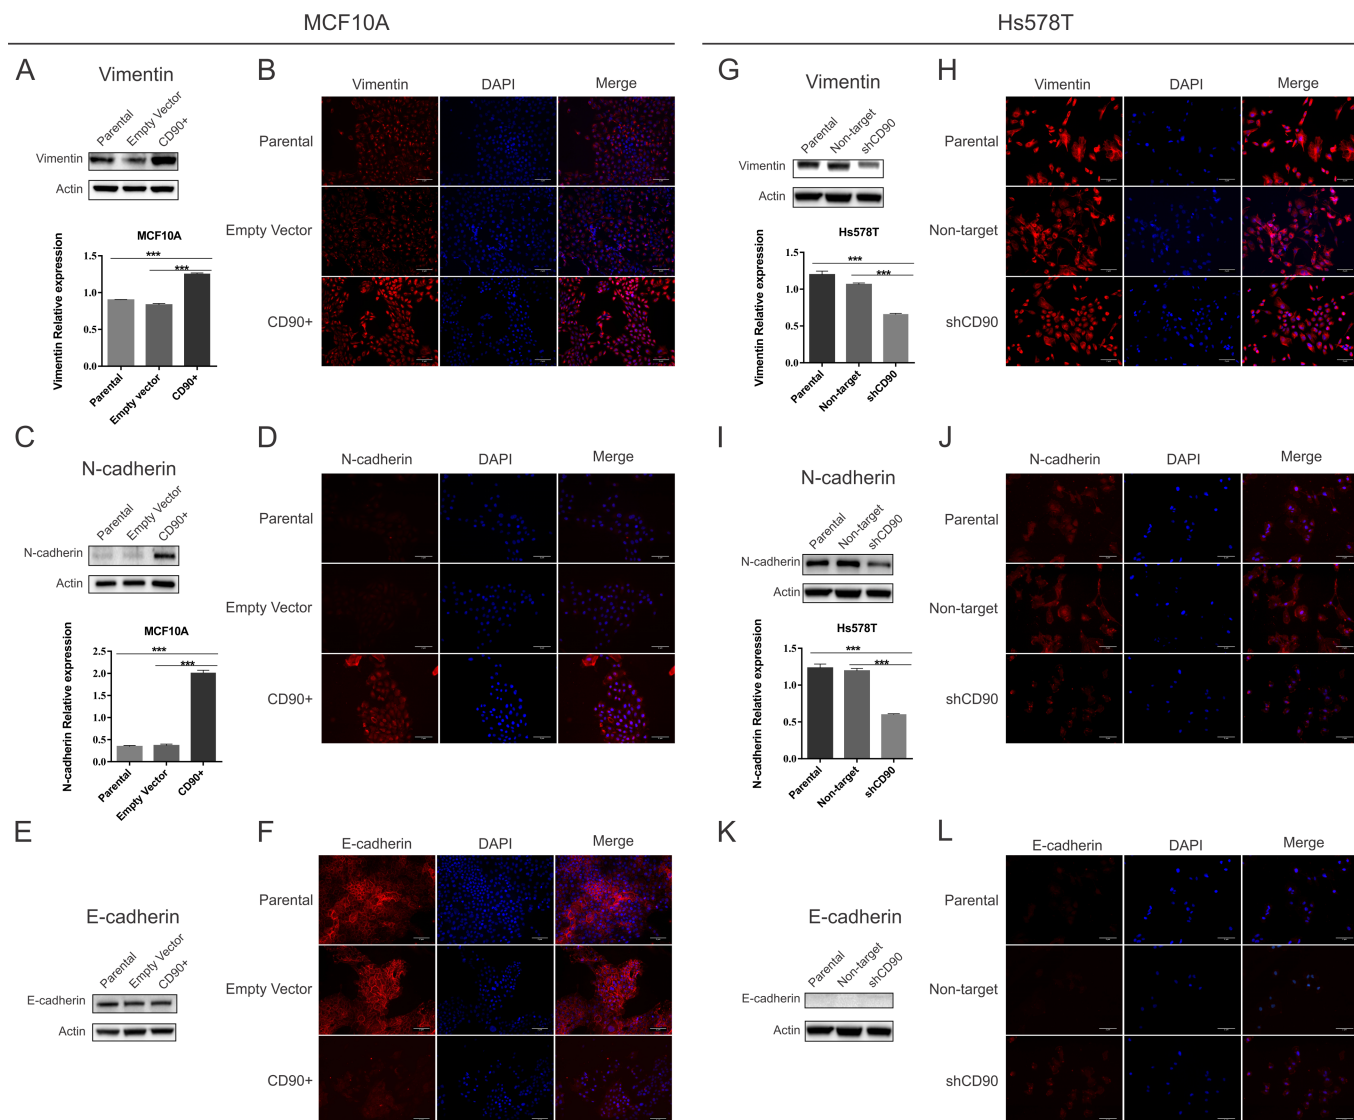 MCF10A
Hs578T
A
Vimentin
Parental
Empty Vector
CD90+
Vimentin
Actin
MCF10A
Vimentin Relative expression
***
***
1.5
1.0
0.5
0.0
Parental
Empty vector
CD90+
B
Vimentin
DAPI
Merge
Parental
Empty Vector
CD90+
C
N-cadherin
Parental
Empty Vector
CD90+
N-cadherin
Actin
MCF10A
N-cadherin Relative expression
***
***
2.5
2.0
1.5
1.0
0.5
0.0
Parental
Empty Vector
CD90+
D
N-cadherin
DAPI
Merge
Parental
Empty Vector
CD90+
E
E-cadherin
Parental
Empty Vector
CD90+
E-cadherin
Actin
F
E-cadherin
DAPI
Merge
Parental
Empty Vector
CD90+
G
Vimentin
Parental
Non-target
shCD90
Vimentin
Actin
Hs578T
Vimentin Relative expression
***
***
1.5
1.0
0.5
0.0
Parental
Non-target
shCD90
H
Vimentin
DAPI
Merge
Parental
Non-target
shCD90
I
N-cadherin
Parental
Non-target
shCD90
N-cadherin
Actin
Hs578T
N-cadherin Relative expression
***
***
1.5
1.0
0.5
0.0
Parental
Non-target
shCD90
J
N-cadherin
DAPI
Merge
Parental
Non-target
shCD90
K
E-cadherin
Parental
Non-target
shCD90
E-cadherin
Actin
L
E-cadherin
DAPI
Merge
Parental
Non-target
shCD90